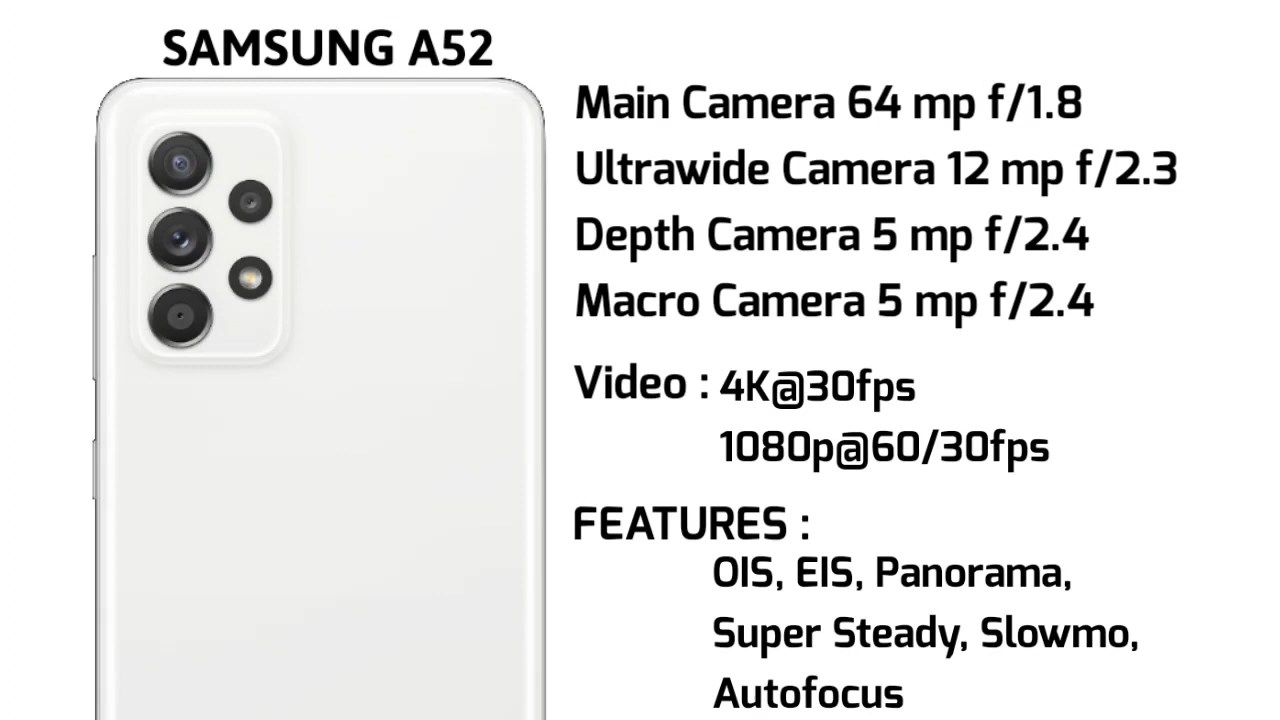 SAMSUNG A52
Main Camera 64 mp f/1.8
Ultrawide Camera 12 mp f/2.3
Depth Camera 5 mp f/2.4
Macro Camera 5 mp f/2.4
Video : 4K@30fps
1080p@60/30fps
FEATURES :
OIS, EIS, Panorama,
Super Steady, Slowmo,
Autofocus